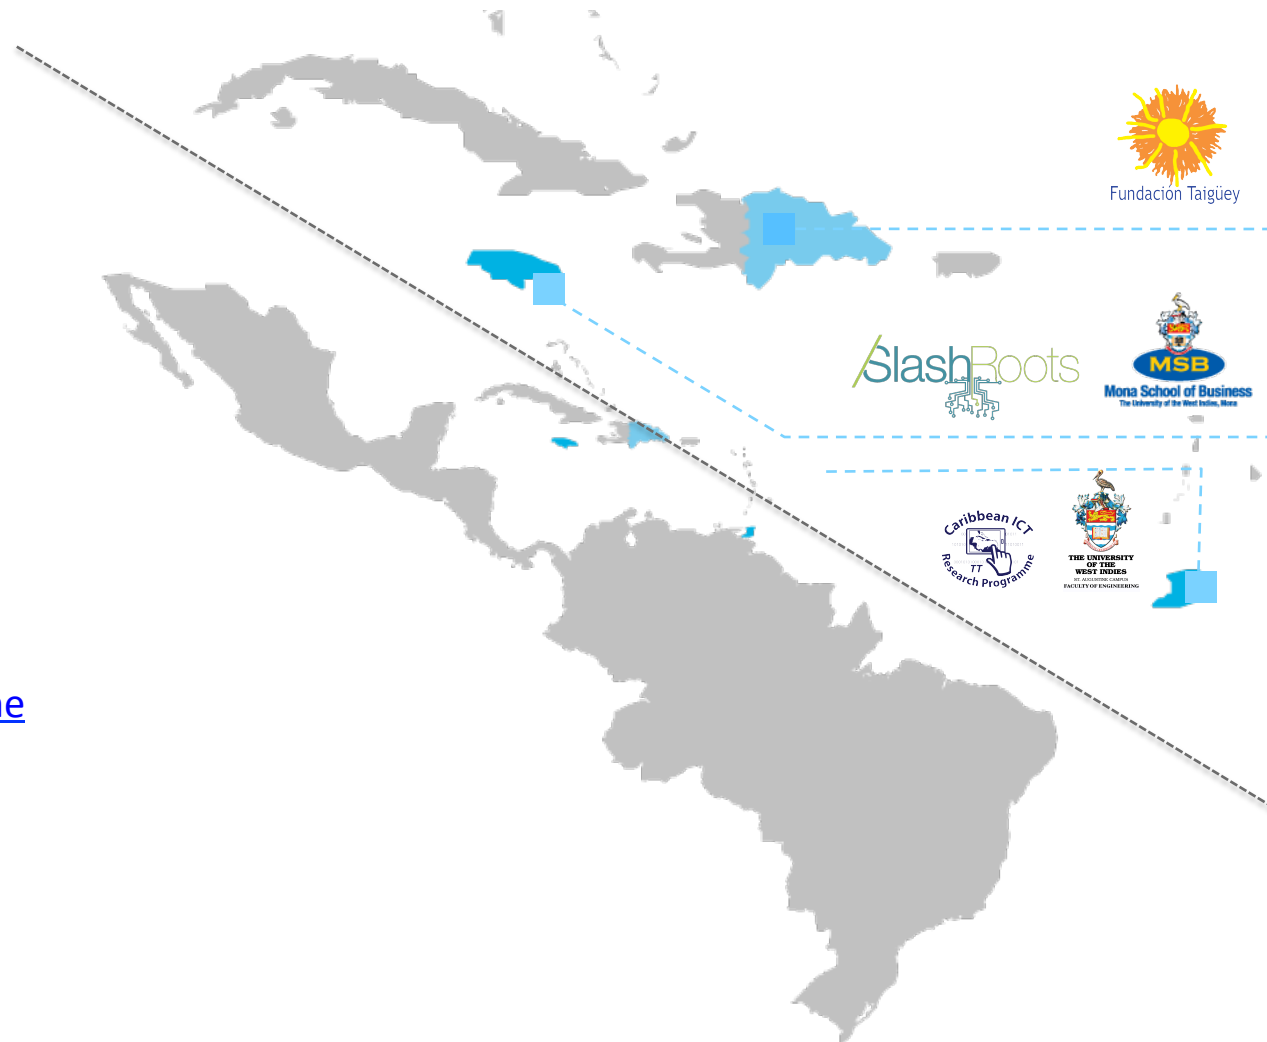 Fundación Taigüey
/SlashRoots
MSB
Mona School of Business
The University of the West Indies, Mona
Caribbean ICT
TT
Research Programme
THE UNIVERSITY
OF THE
WEST INDIES
ST. AUGUSTINE CAMPUS
FACULTY OF ENGINEERING
ne